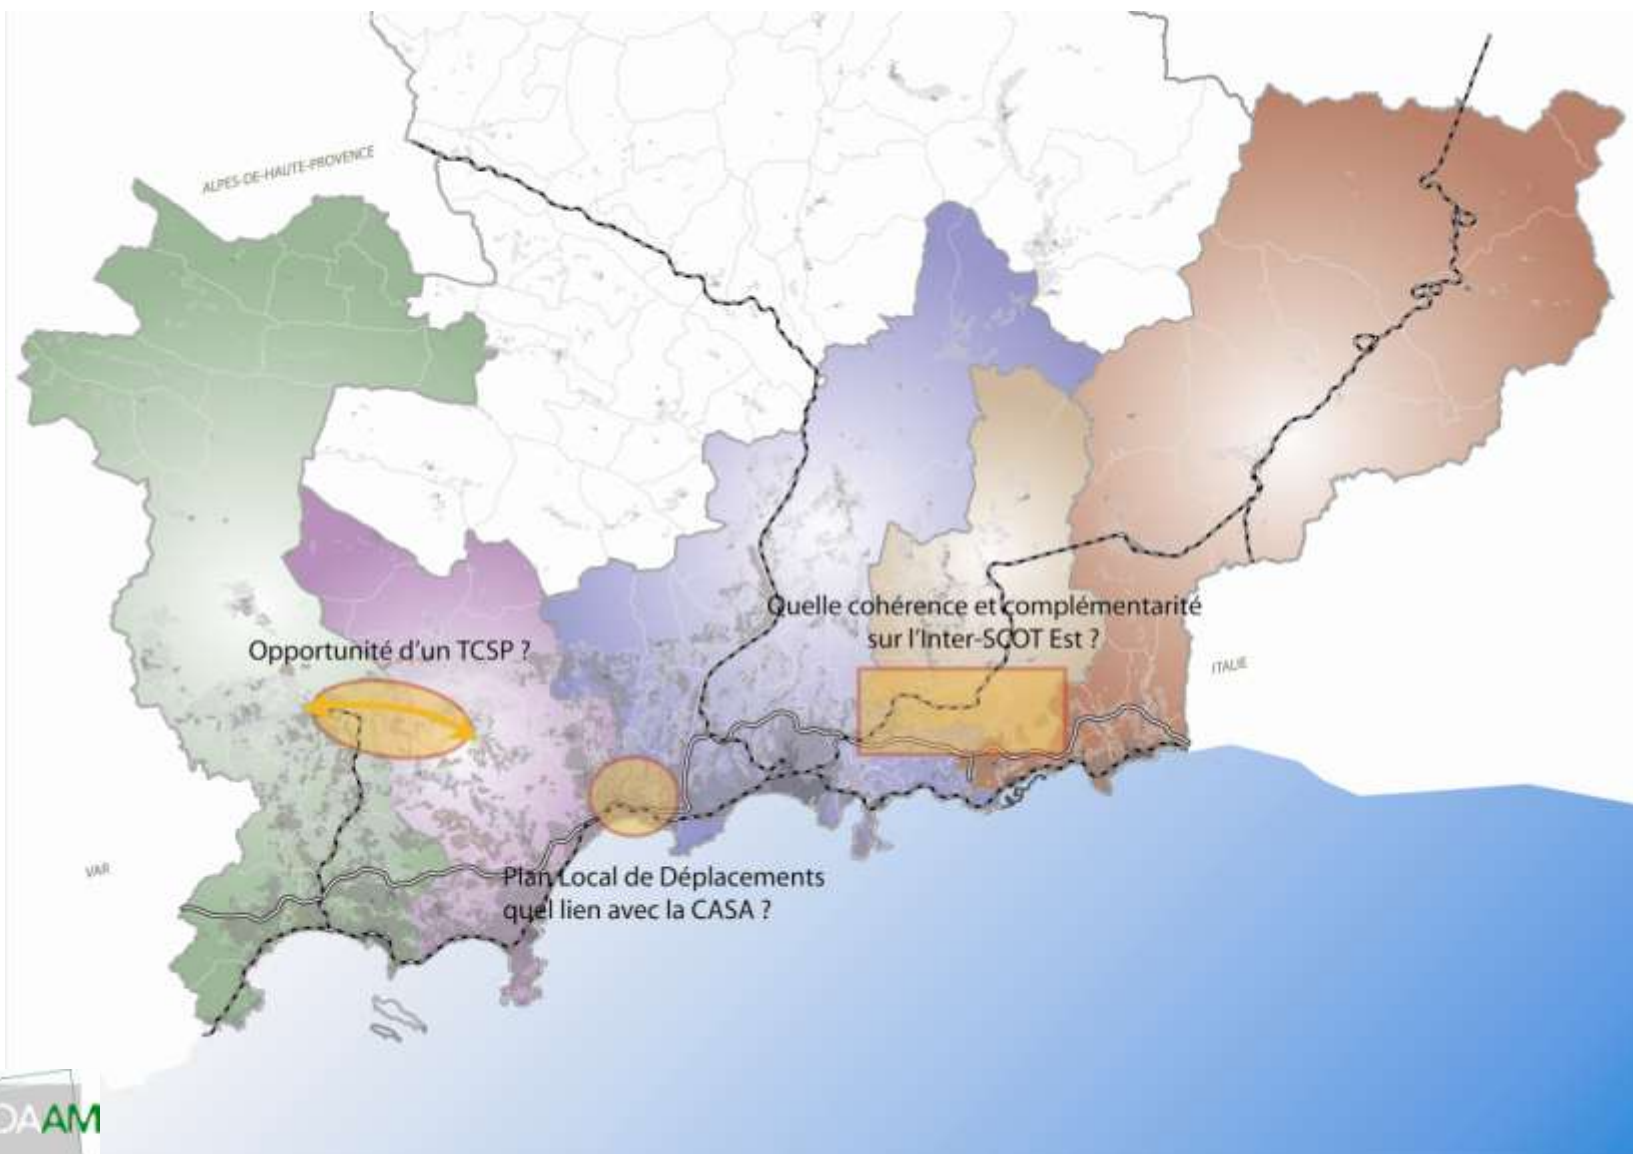 ALPES-DE-HAUTE-PROVENCE
Quelle cohérence et complémentarité
sur l'Inter-SCOT Est ?
Opportunité d'un TCSP ?
ITALIE
VAR
Plan Local de Déplacements
quel lien avec la CASA ?
OAAM